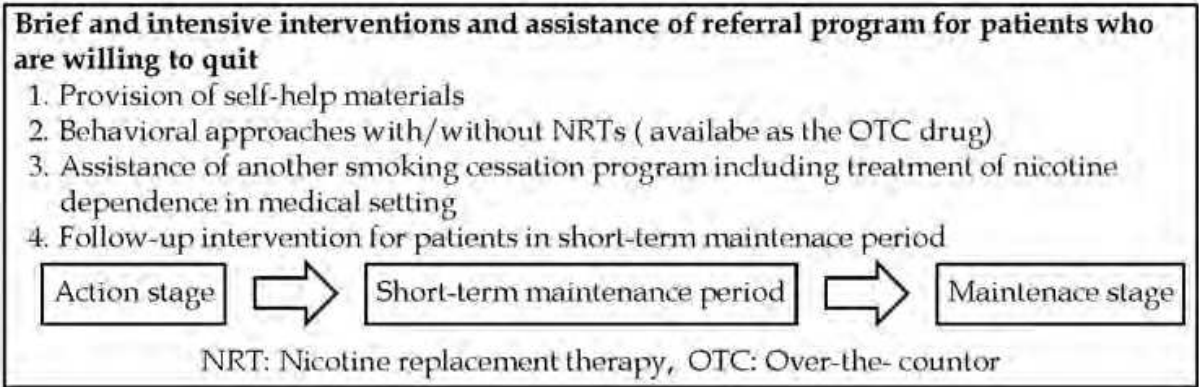 Brief and intensive interventions and assistance of referral program for patients who
are willing to quit
1. Provision of self-help materials
2. Behavioral approaches with/without NRTs ( availabe as the OTC drug)
3. Assistance of another smoking cessation program including treatment of nicotine
dependence in medical setting
4. Follow-up intervention for patients in short-term maintenace period
Action stage
Short-term maintenance period
Maintenace stage
NRT: Nicotine replacement therapy, OTC: Over-the- countor